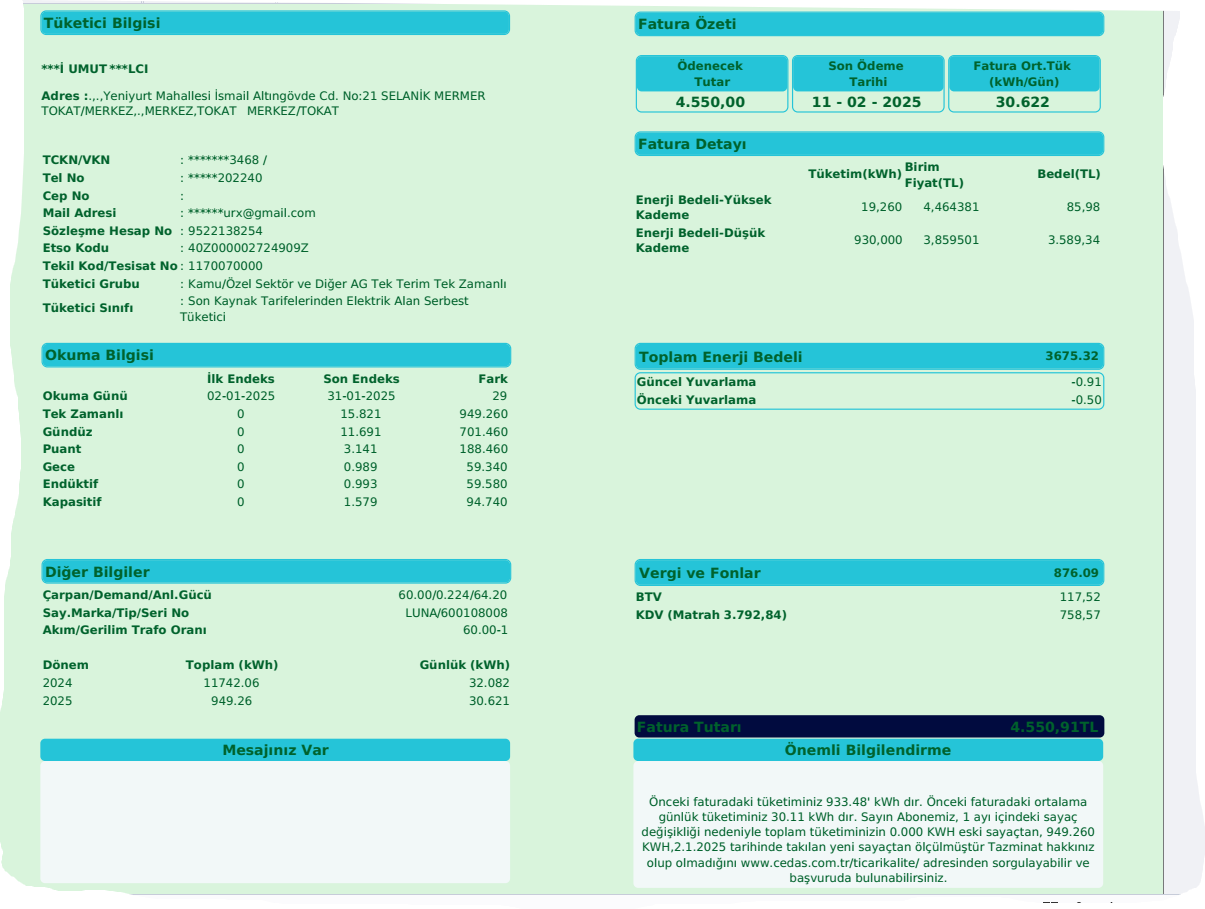 Tüketici Bilgisi
***İ UMUT ***LCI
Adres :.,.,Yeniyurt Mahallesi İsmail Altıngövde Cd. No:21 SELANİK MERMER
TOKAT/MERKEZ,.,MERKEZ,TOKAT MERKEZ/TOKAT
TCKN/VKN : *******3468 /
Tel No : *****202240
Cep No :
Mail Adresi : ******urx@gmail.com
Sözleşme Hesap No : 9522138254
Etso Kodu : 40Z000002724909Z
Tekil Kod/Tesisat No : 1170070000
Tüketici Grubu : Kamu/Özel Sektör ve Diğer AG Tek Terim Tek Zamanlı
Tüketici Sınıfı : Son Kaynak Tarifelerinden Elektrik Alan Serbest
Tüketici
Okuma Bilgisi
İlk Endeks Son Endeks Fark
Okuma Günü 02-01-2025 31-01-2025 29
Tek Zamanlı 0 15.821 949.260
Gündüz 0 11.691 701.460
Puant 0 3.141 188.460
Gece 0 0.989 59.340
Endüktif 0 0.993 59.580
Kapasitif 0 1.579 94.740
Diğer Bilgiler
Çarpan/Demand/Anl.Gücü 60.00/0.224/64.20
Say.Marka/Tip/Seri No LUNA/600108008
Akım/Gerilim Trafo Oranı 60.00-1
Dönem Toplam (kWh) Günlük (kWh)
2024 11742.06 32.082
2025 949.26 30.621
Mesajınız Var
Fatura Özeti
Ödenecek
Tutar
4.550,00
Son Ödeme
Tarihi
11 - 02 - 2025
Fatura Ort.Tük
(kWh/Gün)
30.622
Fatura Detayı
Tüketim(kWh) Birim
Fiyat(TL) Bedel(TL)
Enerji Bedeli-Yüksek
Kademe 19,260 4,464381 85,98
Enerji Bedeli-Düşük
Kademe 930,000 3,859501 3.589,34
Toplam Enerji Bedeli 3675.32
Güncel Yuvarlama -0.91
Önceki Yuvarlama -0.50
Vergi ve Fonlar 876.09
BTV 117,52
KDV (Matrah 3.792,84) 758,57
Fatura Tutarı 4.550,91TL
Önemli Bilgilendirme
Önceki faturadaki tüketiminiz 933.48' kWh dır. Önceki faturadaki ortalama
günlük tüketiminiz 30.11 kWh dır. Sayın Abonemiz, 1 ayı içindeki sayaç
değişikliği nedeniyle toplam tüketiminizin 0.000 KWH eski sayaçtan, 949.260
KWH,2.1.2025 tarihinde takılan yeni sayaçtan ölçülmüştür Tazminat hakkınız
olup olmadığını www.cedas.com.tr/ticarikalite/ adresinden sorgulayabilir ve
başvuruda bulunabilirsiniz.